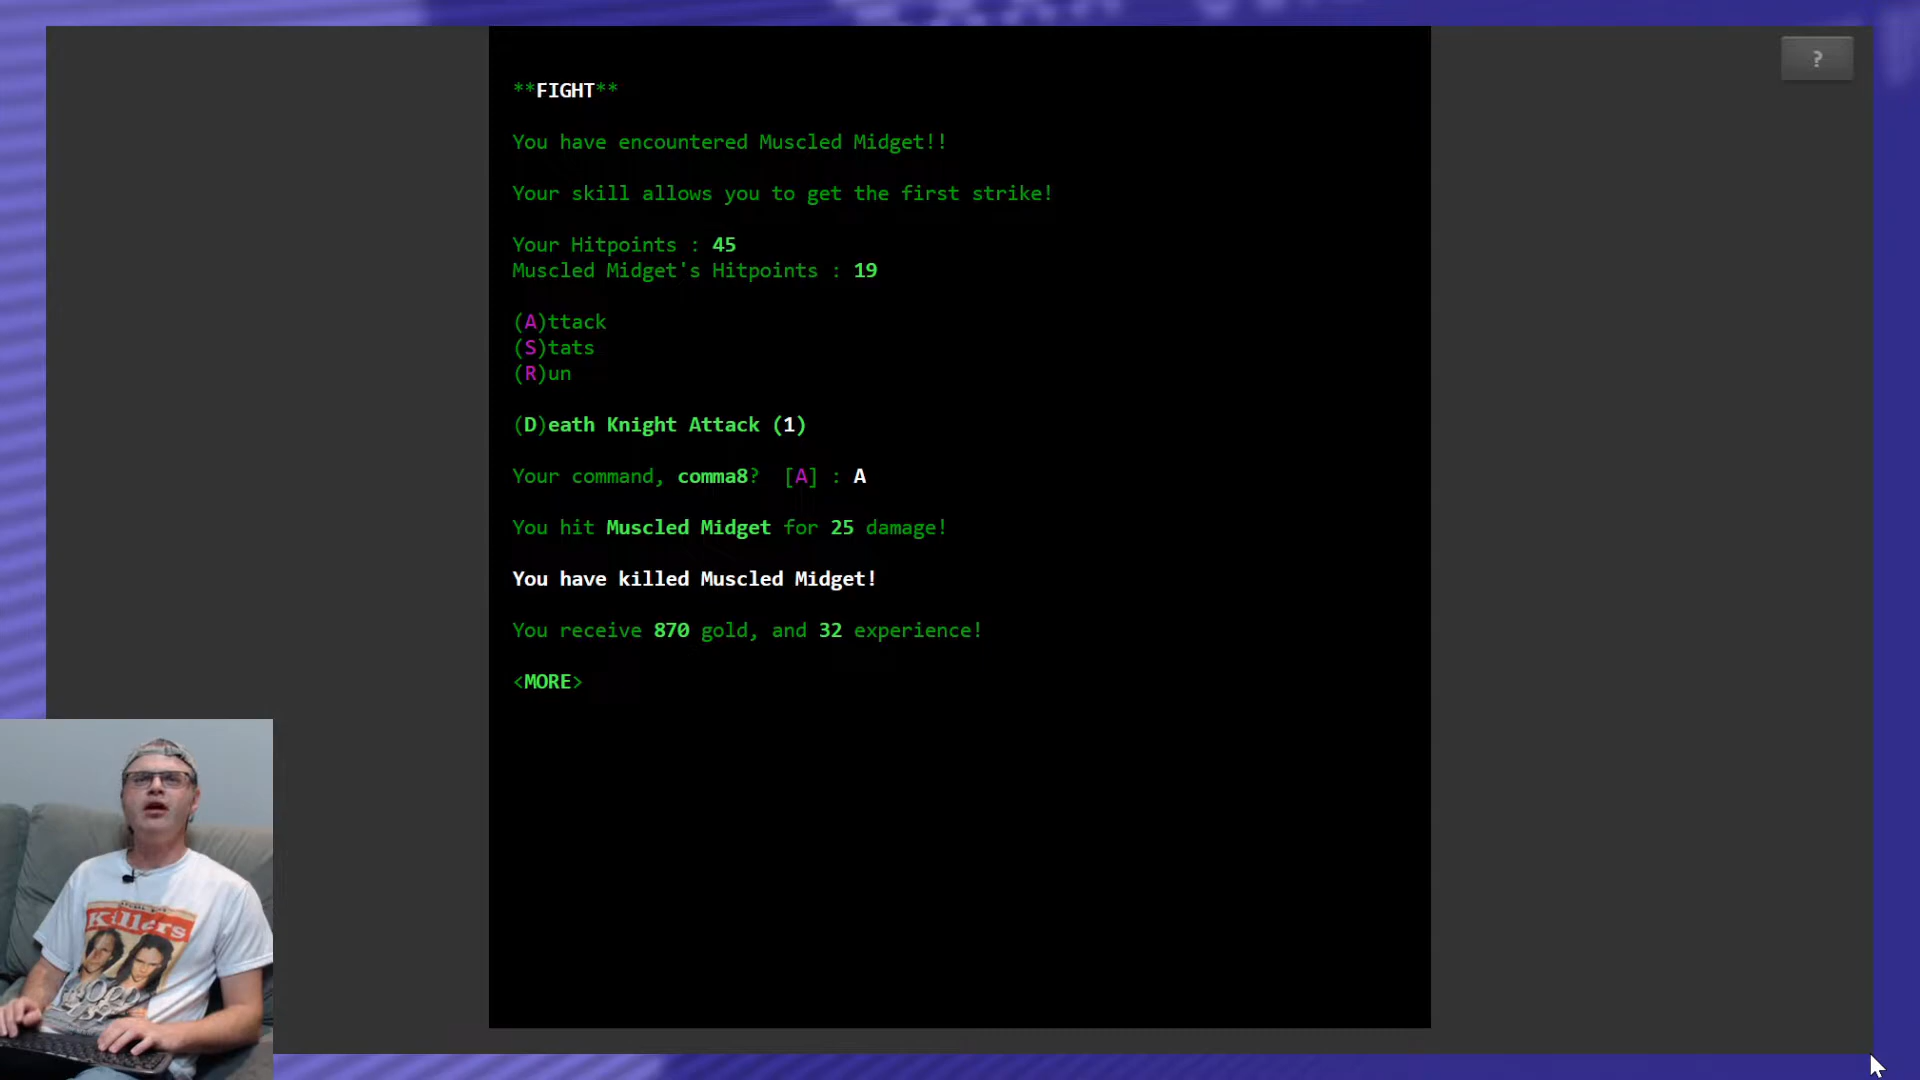 **FIGHT**
You have encountered Muscled Midget!!
Your skill allows you to get the first strike!
Your Hitpoints : 45
Muscled Midget's Hitpoints : 19
(A)ttack
(S)tats
(R)un
(D)eath Knight Attack (1)
Your command, comma8?  [A] : A
You hit Muscled Midget for 25 damage!
You have killed Muscled Midget!
You receive 870 gold, and 32 experience!
<MORE>
?
Killers